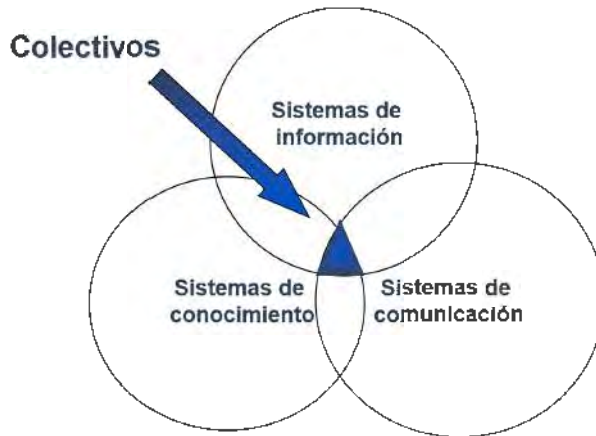 Colectivos
Sistemas de
información
Sistemas de
conocimiento
Sistemas de
comunicación